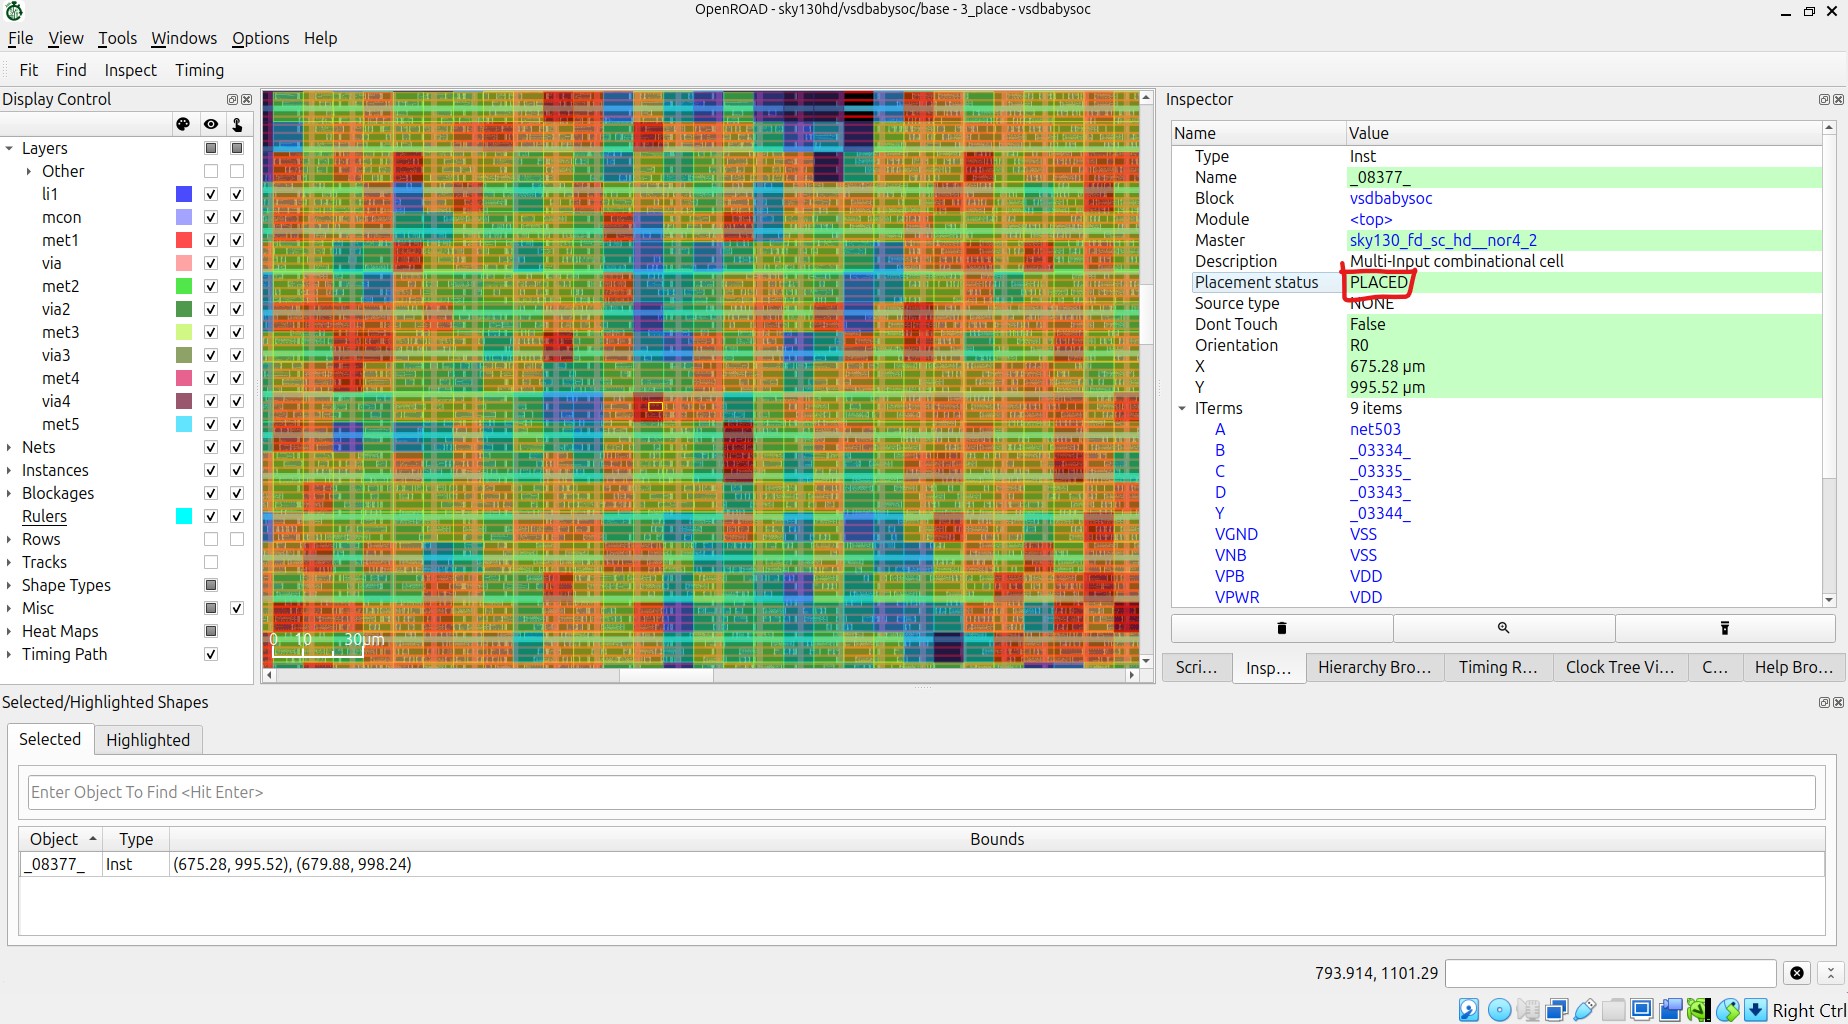 OpenROAD - sky130hd/vsdbabysoc/base - 3_place - vsdbabysoc
File View Tools Windows Options Help
Fit Find Inspect Timing
Display Control
Layers
Other
li1
mcon
met1
via
met2
via2
met3
via3
met4
via4
met5
Nets
Instances
Blockages
Rulers
Rows
Tracks
Shape Types
Misc
Heat Maps
Timing Path
0 10 30μm
Inspector
Name Value
Type Inst
Name _08377_
Block vsdbabysoc
Module <top>
Master sky130_fd_sc_hd__nor4_2
Description Multi-Input combinational cell
Placement status PLACED
Source type NONE
Dont Touch False
Orientation R0
X 675.28 μm
Y 995.52 μm
ITerms 9 items
A net503
B _03334_
C _03335_
D _03343_
Y _03344_
VGND VSS
VNB VSS
VPB VDD
VPWR VDD
Scri... Insp... Hierarchy Bro... Timing R... Clock Tree Vi... C... Help Bro...
Selected/Highlighted Shapes
Selected Highlighted
Enter Object To Find <Hit Enter>
Object Type Bounds
_08377_ Inst (675.28, 995.52), (679.88, 998.24)
793.914, 1101.29
Right Ctrl